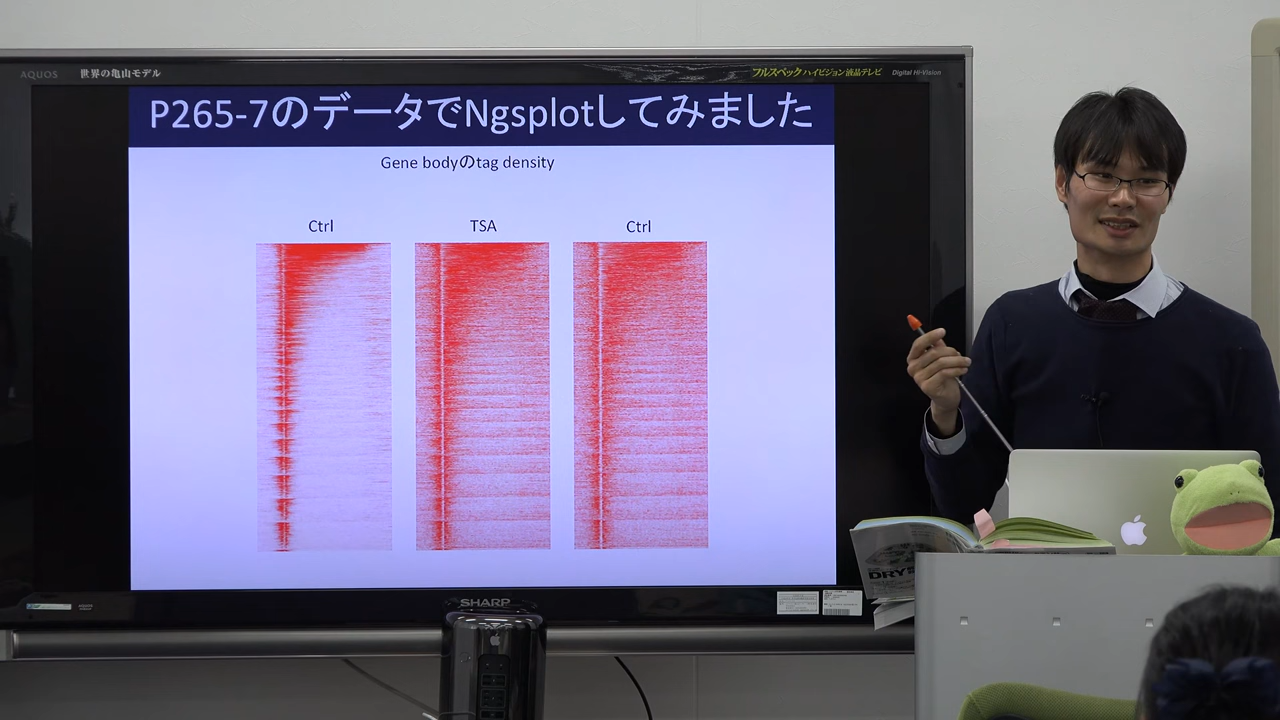 AQUOS 世界の亀山モデル
フルスペックハイビジョン液晶テレビ Digital Hi-Vision
P265-7のデータでNgsplotしてみました
Gene bodyのtag density
Ctrl TSA Ctrl
SHARP
DRY